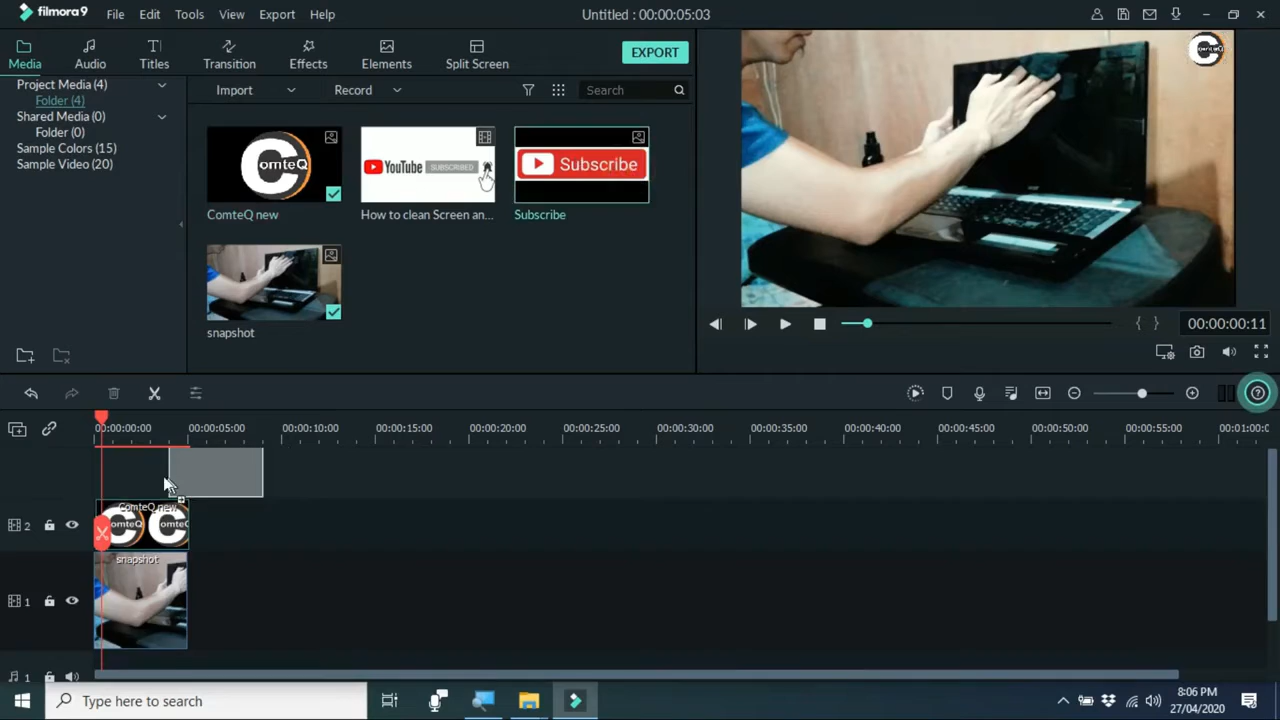 filmora9
File Edit Tools View Export Help
Untitled : 00:00:05:03
Media Audio Titles Transition Effects Elements Split Screen
EXPORT
Project Media (4)
Folder (4)
Shared Media (0)
Folder (0)
Sample Colors (15)
Sample Video (20)
Import Record Search
ComteQ
YouTube SUBSCRIBED
Subscribe
ComteQ new How to clean Screen an... Subscribe
snapshot
ComteQ
00:00:00:11
00:00:00:00 00:00:05:00 00:00:10:00 00:00:15:00 00:00:20:00 00:00:25:00 00:00:30:00 00:00:35:00 00:00:40:00 00:00:45:00 00:00:50:00 00:00:55:00 00:01:00:0
2
ComteQ new
ComteQ ComteQ
1
snapshot
1
Type here to search
8:06 PM
27/04/2020